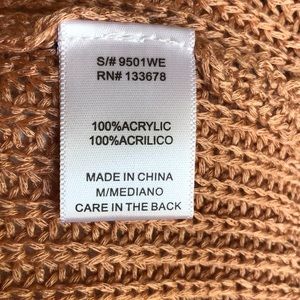 S/# 9501WE
RN# 133678
100%ACRYLIC
100%ACRILICO
MADE IN CHINA
M/MEDIANO
CARE IN THE BACK